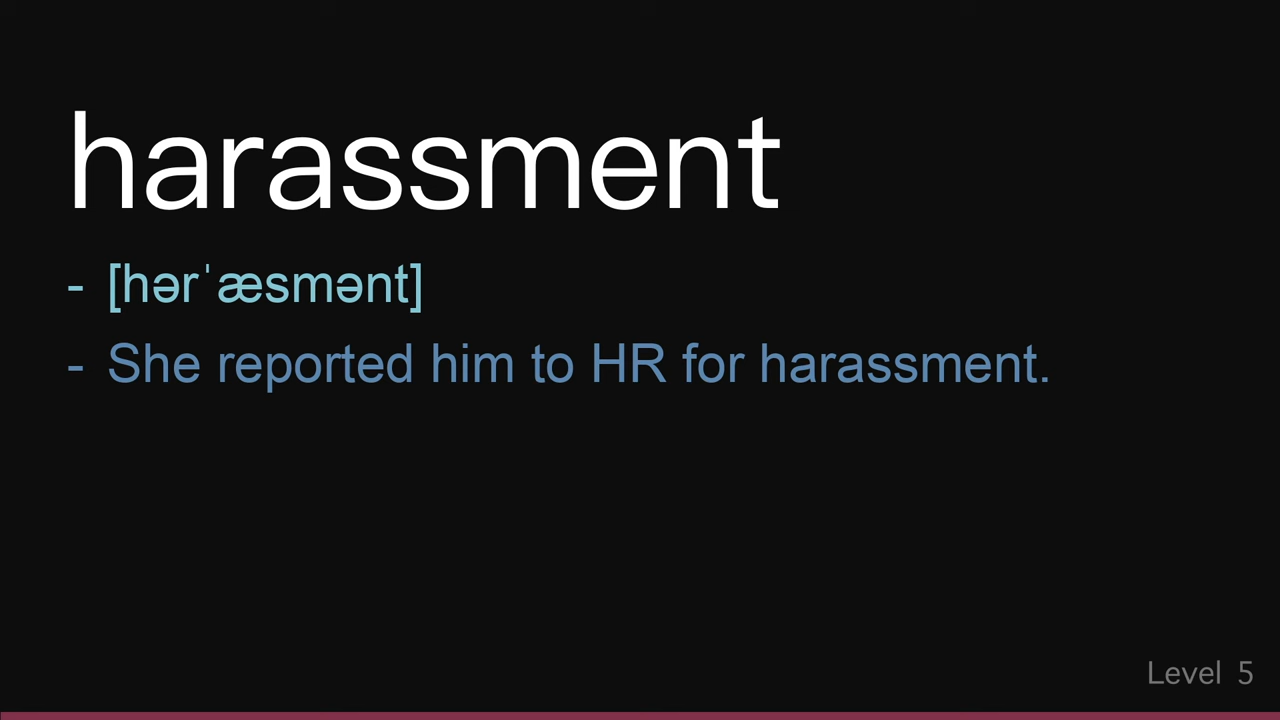 harassment
- [hərˈæsmənt]
- She reported him to HR for harassment.
Level 5